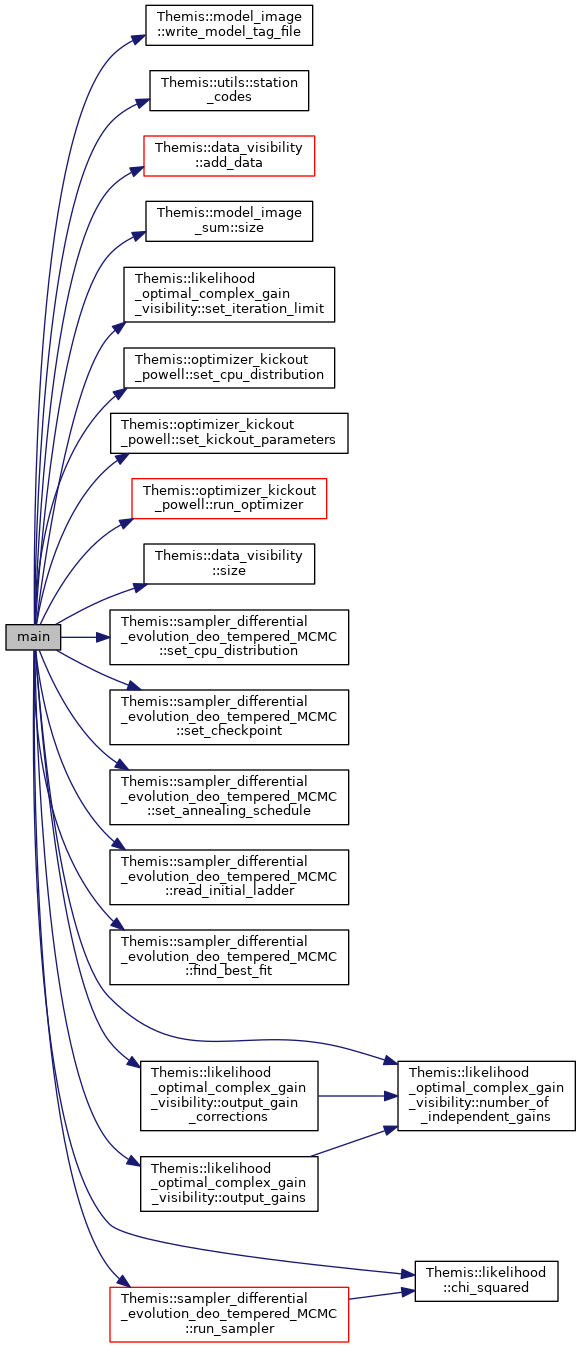 Themis::model_image
::write_model_tag_file
Themis::utils::station
_codes
Themis::data_visibility
::add_data
Themis::model_image
_sum::size
Themis::likelihood
_optimal_complex_gain
_visibility::set_iteration_limit
Themis::optimizer_kickout
_powell::set_cpu_distribution
Themis::optimizer_kickout
_powell::set_kickout_parameters
Themis::optimizer_kickout
_powell::run_optimizer
Themis::data_visibility
::size
main
Themis::sampler_differential
_evolution_deo_tempered_MCMC
::set_cpu_distribution
Themis::sampler_differential
_evolution_deo_tempered_MCMC
::set_checkpoint
Themis::sampler_differential
_evolution_deo_tempered_MCMC
::set_annealing_schedule
Themis::sampler_differential
_evolution_deo_tempered_MCMC
::read_initial_ladder
Themis::sampler_differential
_evolution_deo_tempered_MCMC
::find_best_fit
Themis::likelihood
_optimal_complex_gain
_visibility::output_gain
_corrections
Themis::likelihood
_optimal_complex_gain
_visibility::number_of
_independent_gains
Themis::likelihood
_optimal_complex_gain
_visibility::output_gains
Themis::likelihood
::chi_squared
Themis::sampler_differential
_evolution_deo_tempered_MCMC
::run_sampler